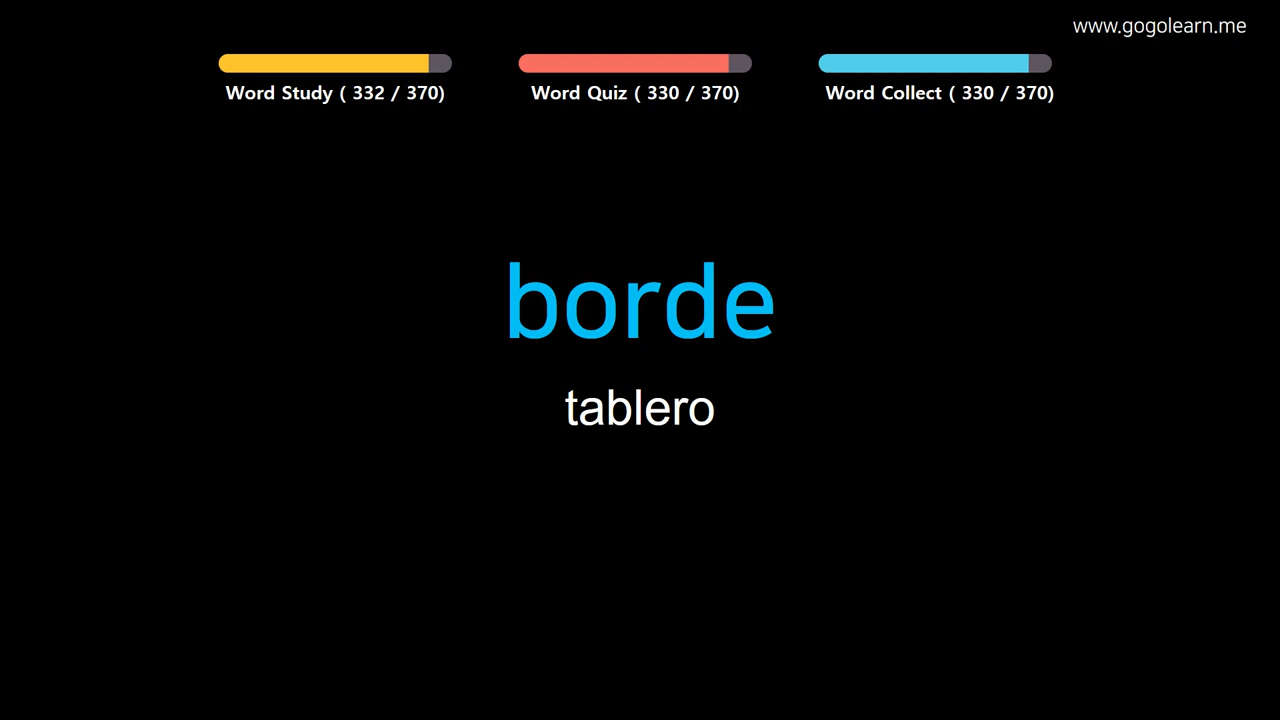 www.gogolearn.me
Word Study ( 332 / 370)
Word Quiz ( 330 / 370)
Word Collect ( 330 / 370)
borde
tablero